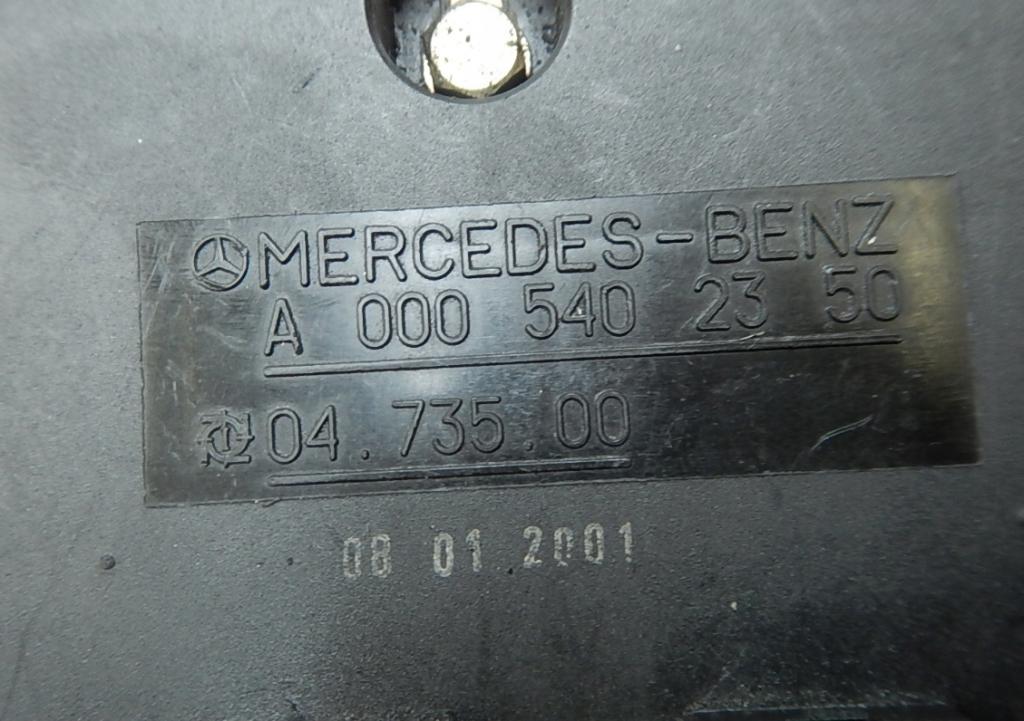 MERCEDES-BENZ
A 000 540 23 50
04.735.00
08 01 2001